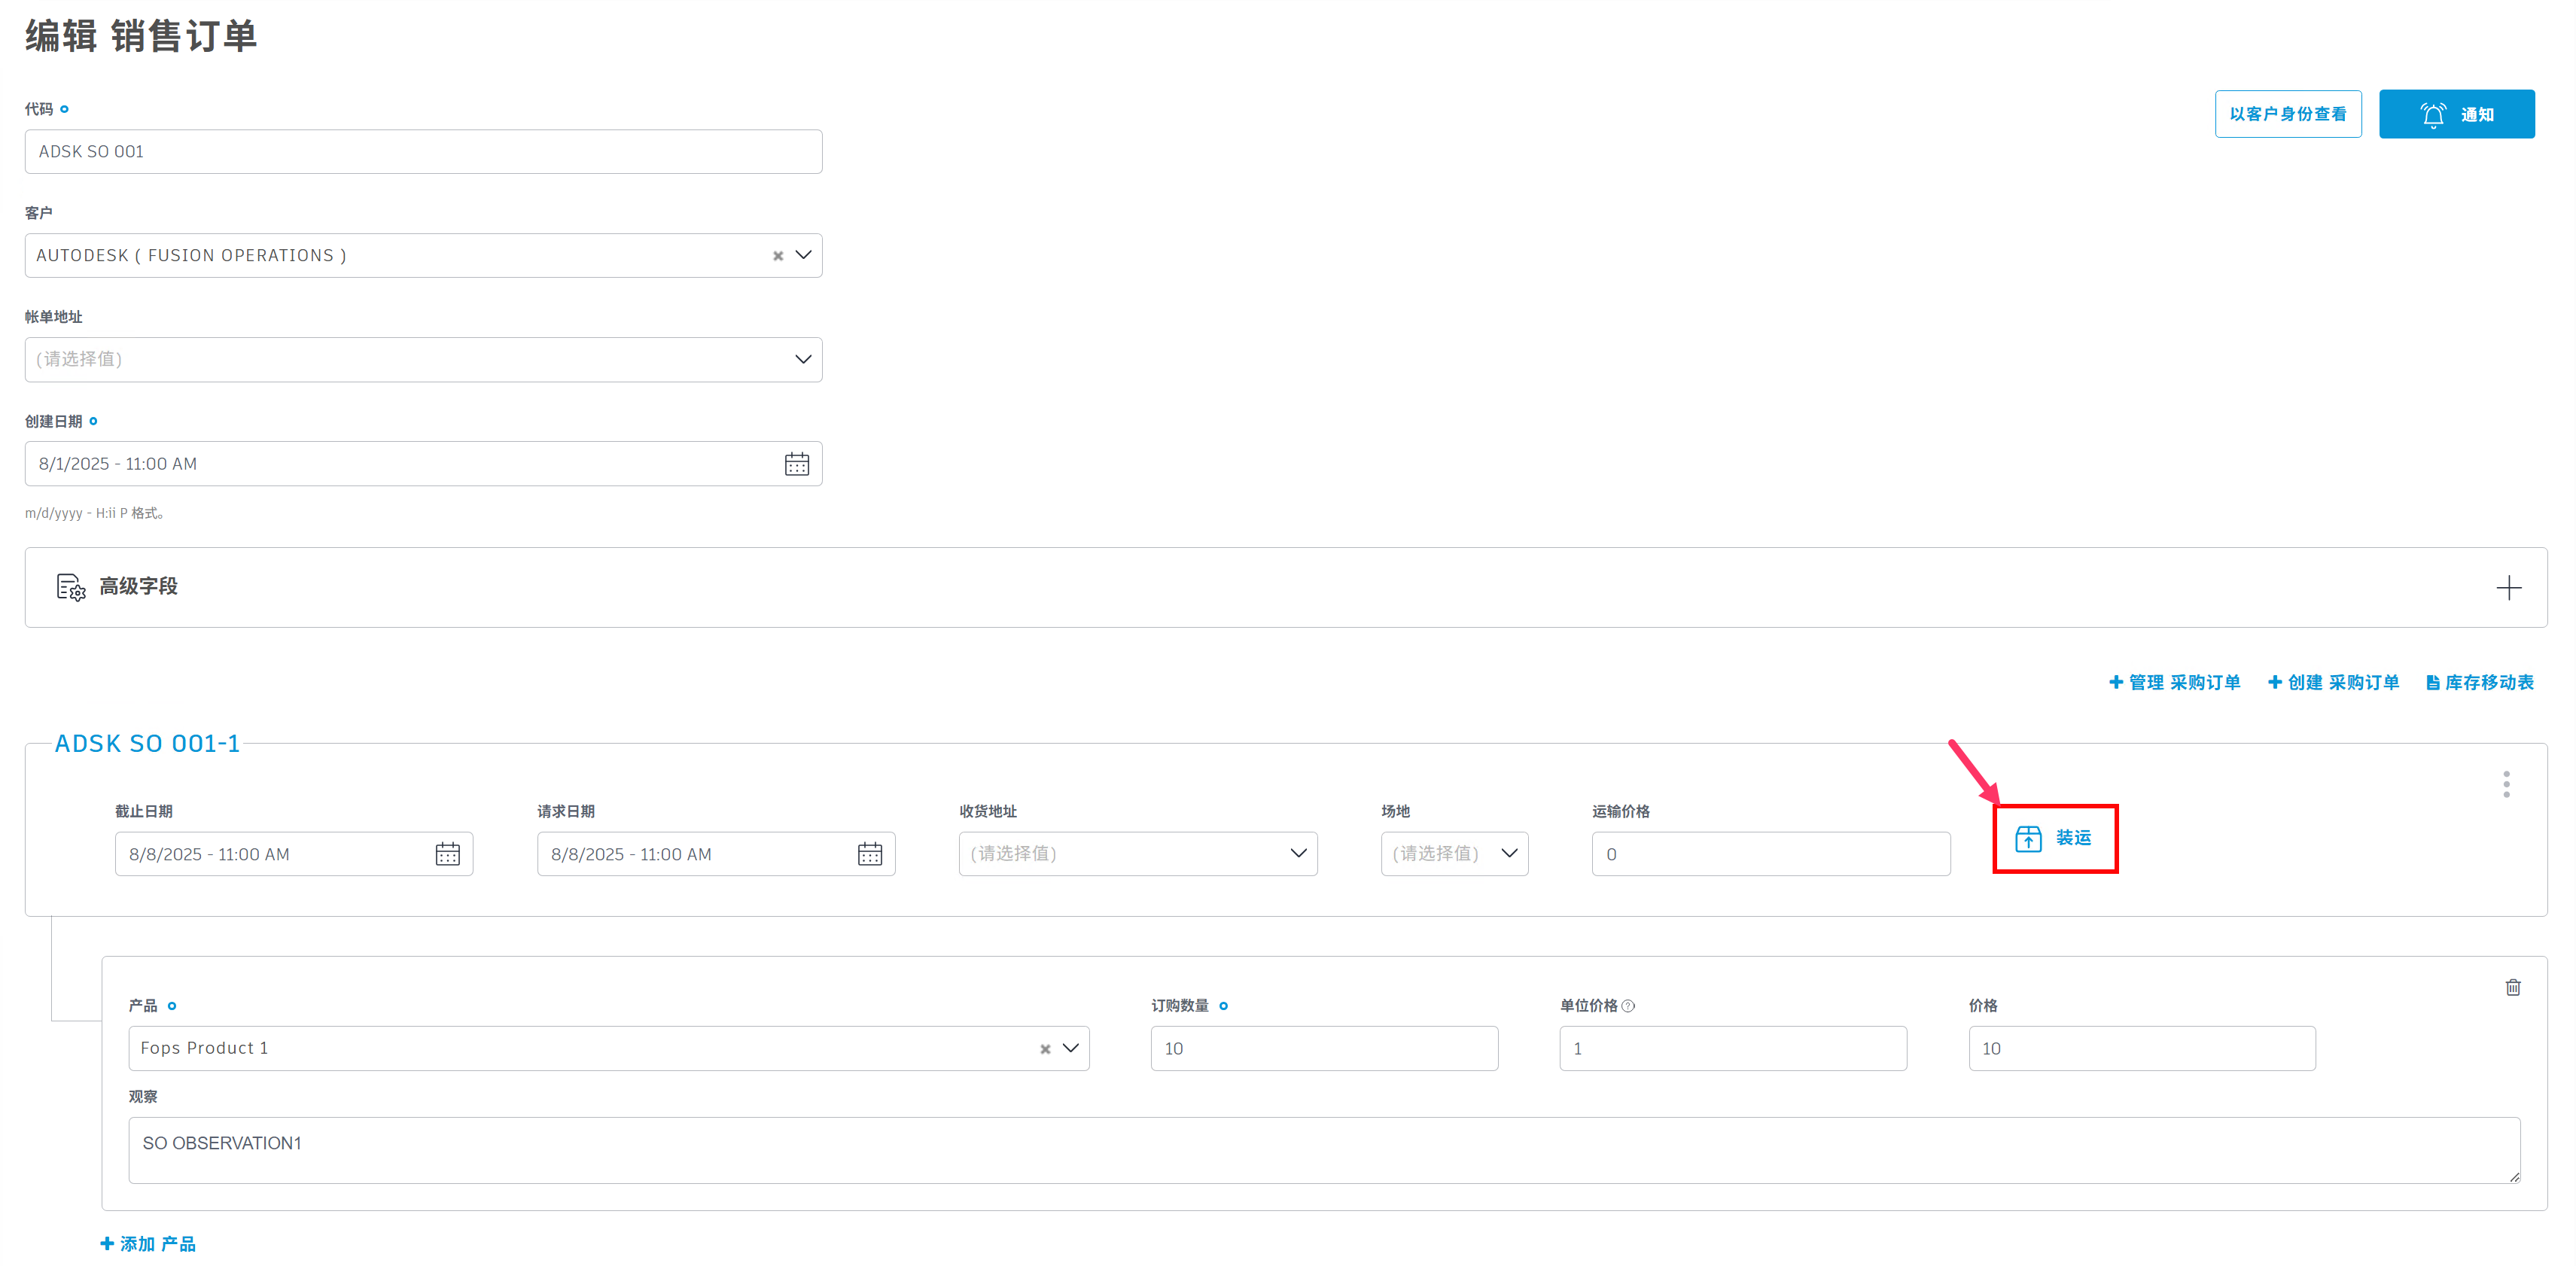 编辑 销售订单
代码
以客户身份查看
通知
ADSK SO 001
客户
AUTODESK ( FUSION OPERATIONS )
帐单地址
(请选择值)
创建日期
8/1/2025 - 11:00 AM
m/d/yyyy - H:ii P 格式。
高级字段
管理 采购订单 创建 采购订单 库存移动表
ADSK SO 001-1
截止日期 请求日期 收货地址 场地 运输价格
8/8/2025 - 11:00 AM 8/8/2025 - 11:00 AM (请选择值) (请选择值) 0 装运
产品 订购数量 单位价格 价格
Fops Product 1 10 1 10
观察
SO OBSERVATION1
添加 产品